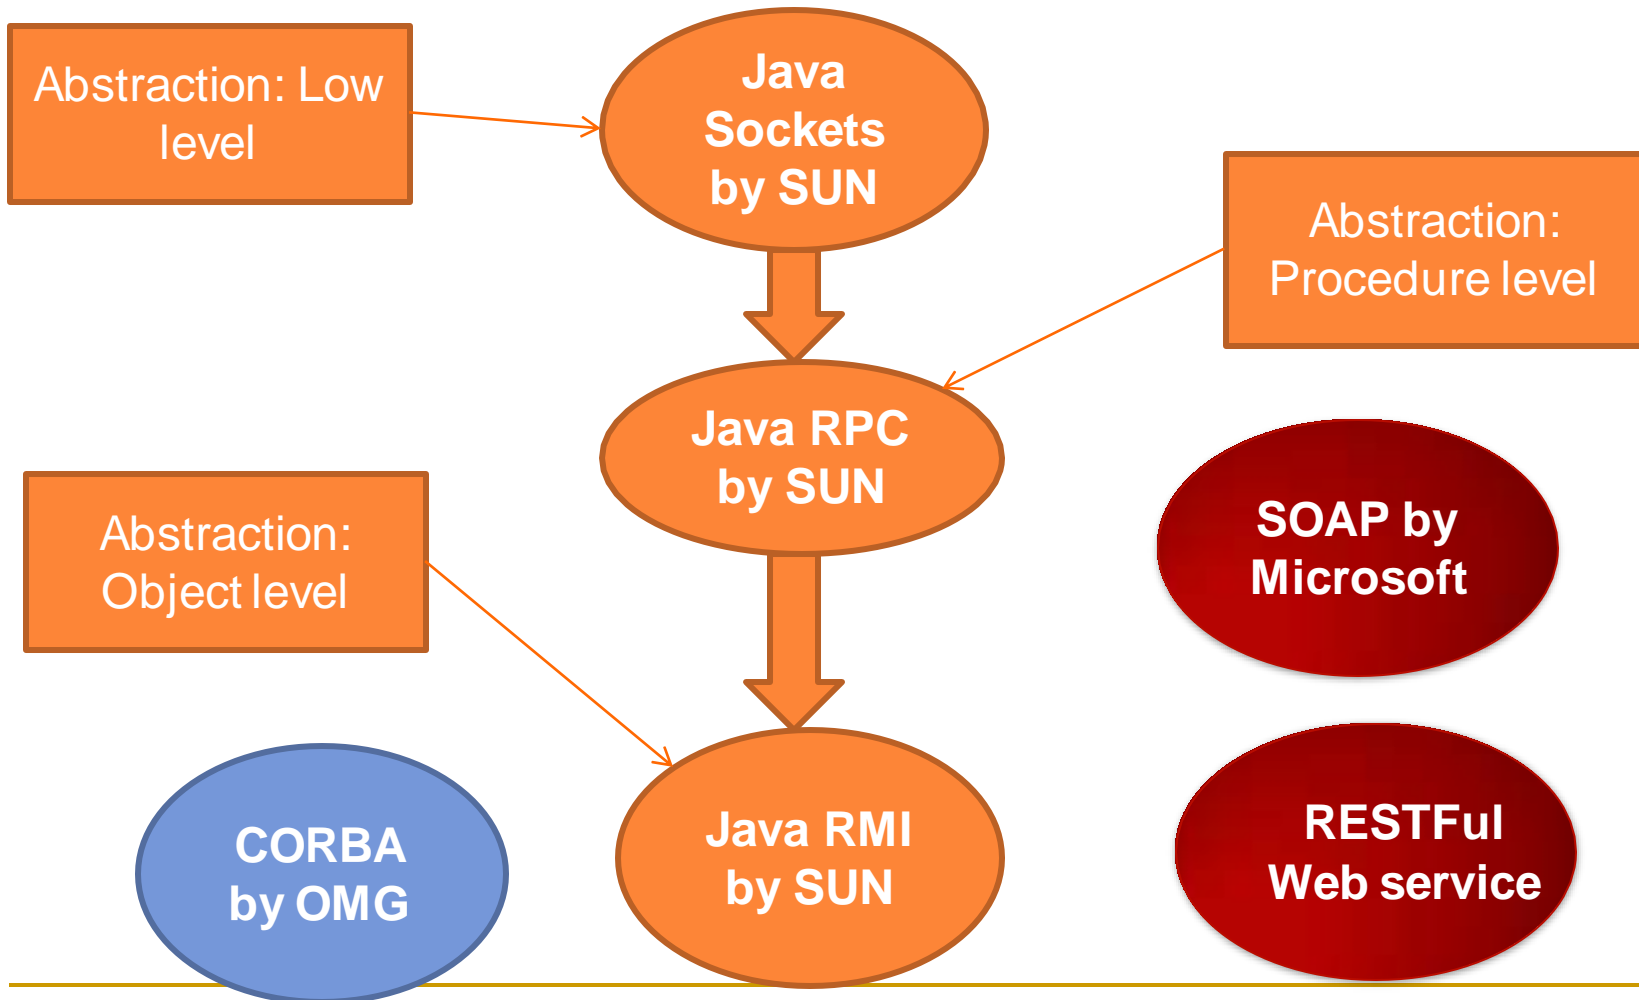 Abstraction: Low
level
Java
Sockets
by SUN
Abstraction:
Procedure level
Java RPC
by SUN
Abstraction:
Object level
SOAP by
Microsoft
CORBA
by OMG
Java RMI
by SUN
RESTFul
Web service